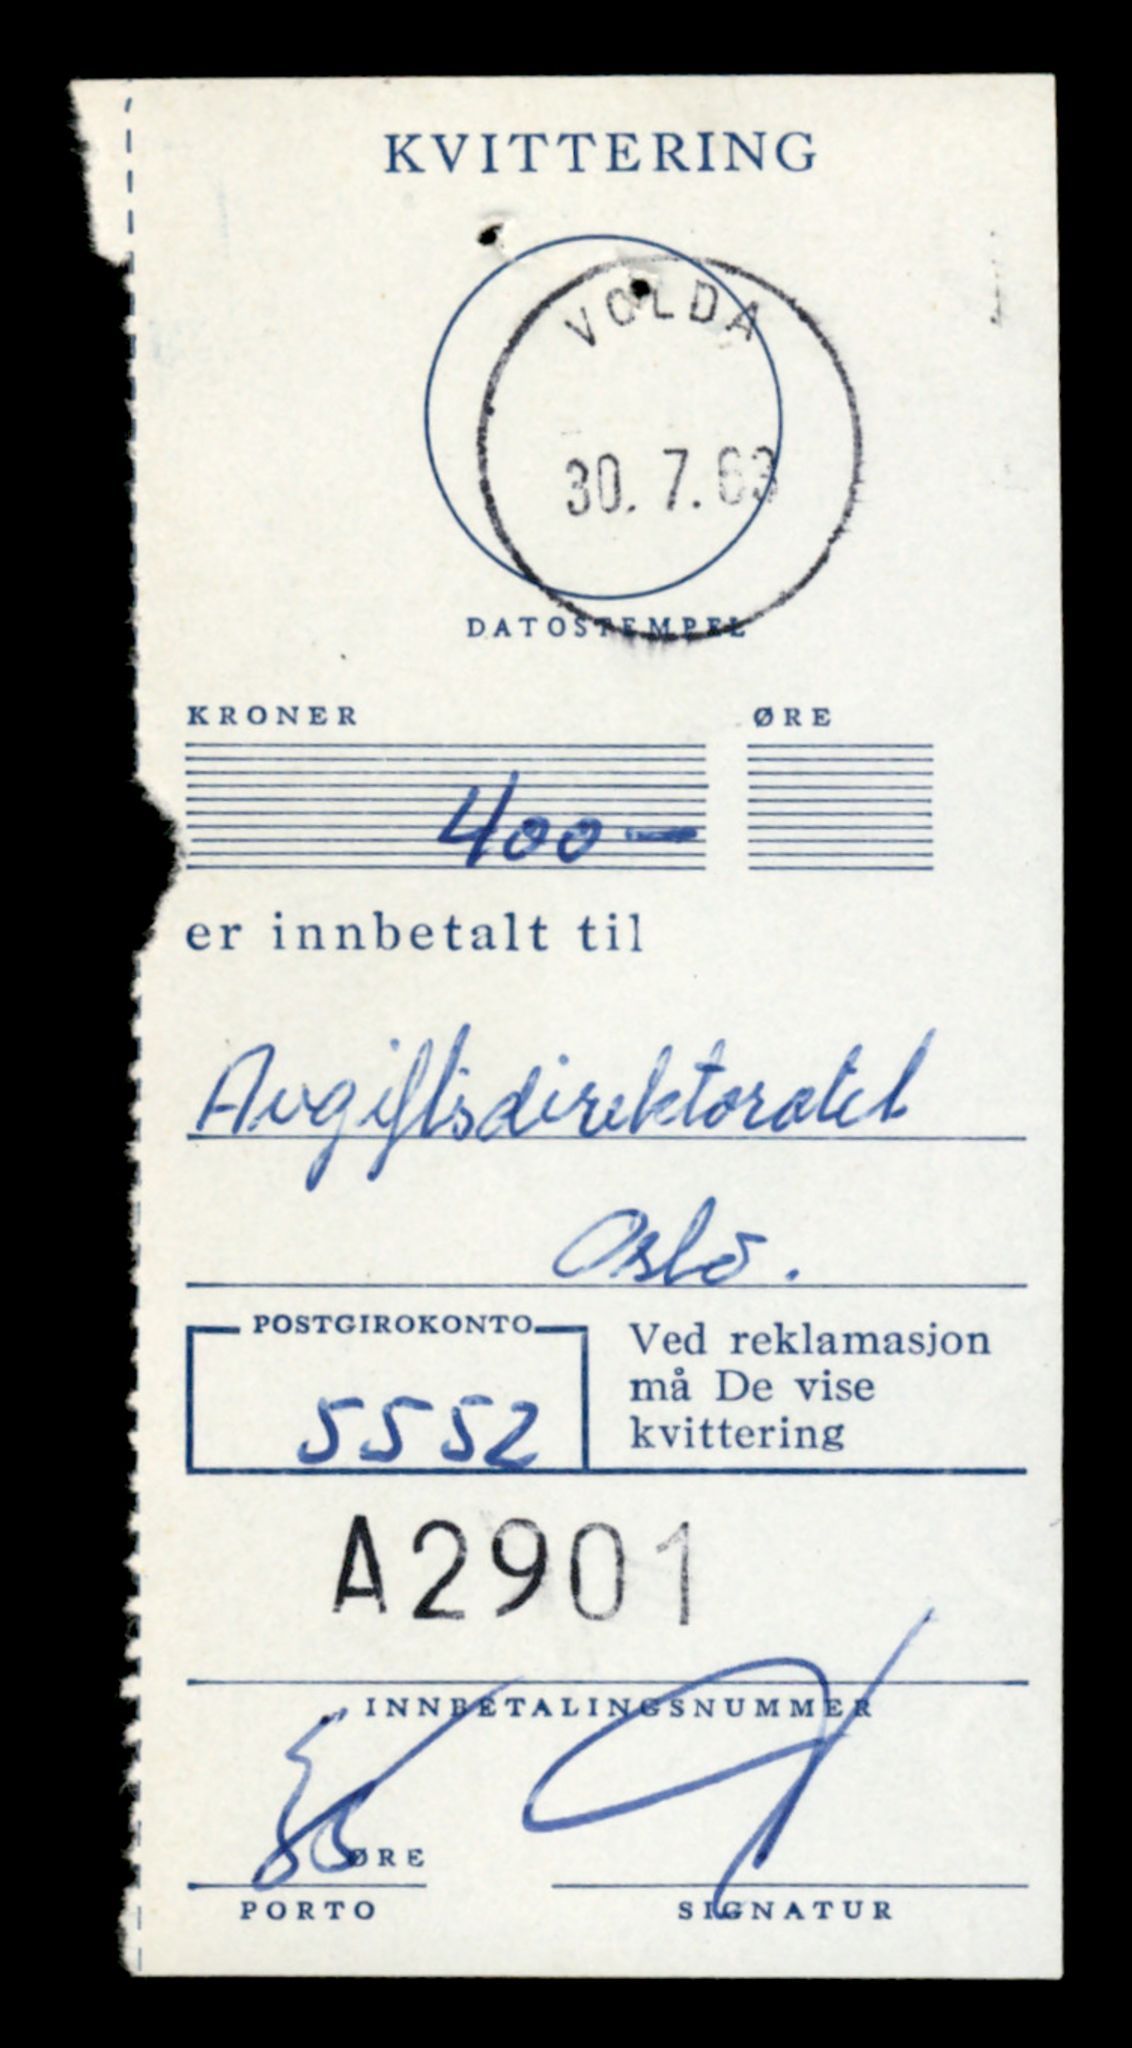 KVITTERING
VOLDA
30. 7. 63
DATOSTEMPEL
KRONER ØRE
400 —
er innbetalt til
Avgiftsdirektoratet
Oslo.
POSTGIROKONTO
5552
Ved reklamasjon
må De vise
kvittering
A2901
INNBETALINGSNUMMER
ØRE
PORTO SIGNATUR